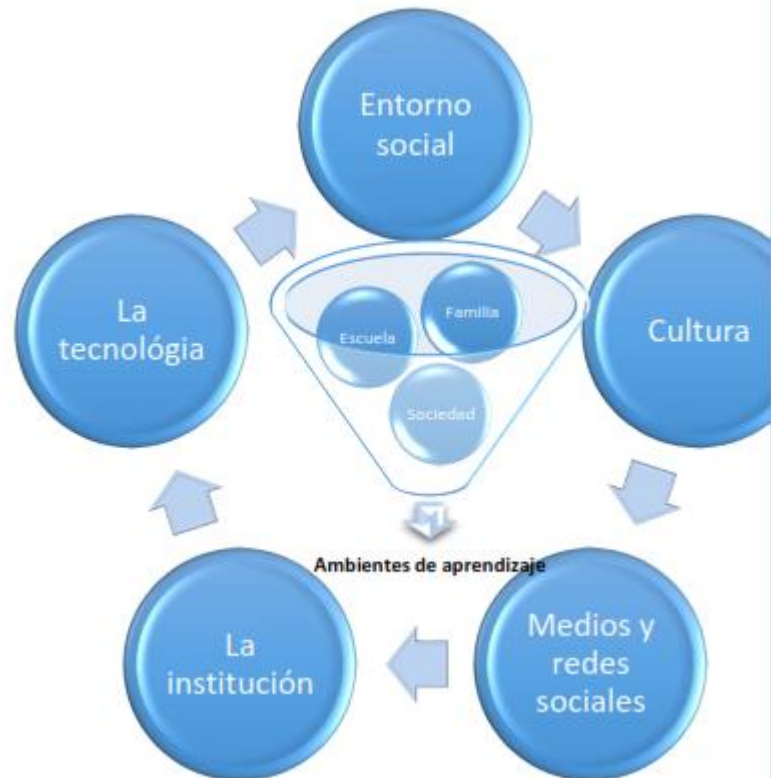 Entorno
social
La
tecnológia
Familia
Escuela
Cultura
Sociedad
Ambientes de aprendizaje
La
institución
Medios y
redes
sociales